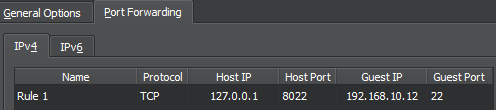 General Options Port Forwarding
IPv4 IPv6
Name Protocol Host IP Host Port Guest IP Guest Port
Rule 1 TCP 127.0.0.1 8022 192.168.10.12 22